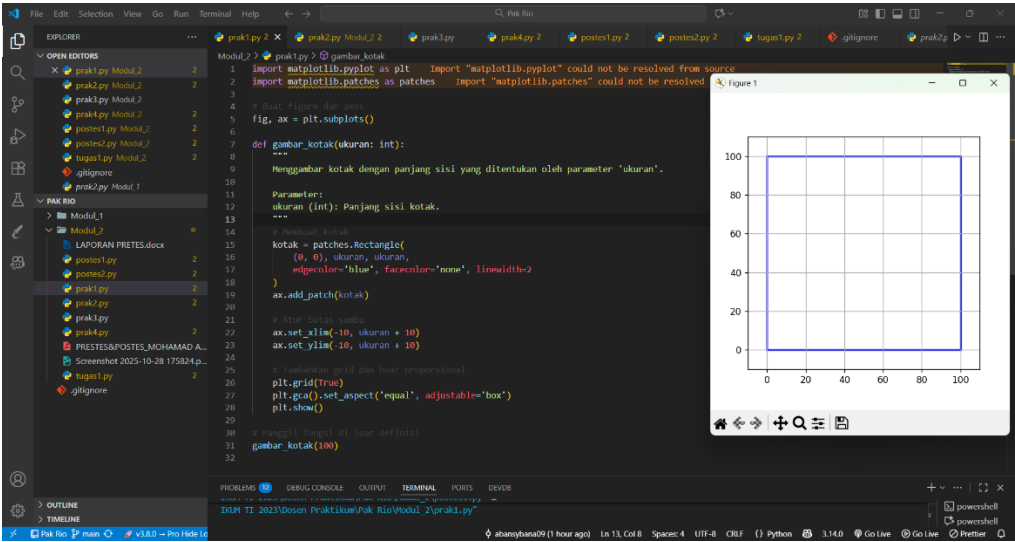 File Edit Selection View Go Run Terminal Help
Pak Rio
EXPLORER
OPEN EDITORS
prak1.py Modul_2 2
prak2.py Modul_2 2
prak3.py Modul_2
prak4.py Modul_2 2
postes1.py Modul_2 2
postes2.py Modul_2 2
tugas1.py Modul_2 2
.gitignore
prak2.py Modul_1
PAK RIO
Modul_1
Modul_2
LAPORAN PRETES.docx
postes1.py 2
postes2.py 2
prak1.py 2
prak2.py 2
prak3.py
prak4.py 2
PRESTES&POSTES_MOHAMAD A...
Screenshot 2025-10-28 175824.p...
tugas1.py 2
.gitignore
OUTLINE
TIMELINE
prak1.py 2 prak2.py Modul_2 2 prak3.py prak4.py 2 postes1.py 2 postes2.py 2 tugas1.py 2 .gitignore prak2.p
Modul_2 > prak1.py > gambar_kotak
1 import matplotlib.pyplot as plt Import "matplotlib.pyplot" could not be resolved from source
2 import matplotlib.patches as patches Import "matplotlib.patches" could not be resolved
3
4 # Buat figure dan axes
5 fig, ax = plt.subplots()
6
7 def gambar_kotak(ukuran: int):
8 """
9 Menggambar kotak dengan panjang sisi yang ditentukan oleh parameter 'ukuran'.
10
11 Parameter:
12 ukuran (int): Panjang sisi kotak.
13 """
14 # Membuat kotak
15 kotak = patches.Rectangle(
16 (0, 0), ukuran, ukuran,
17 edgecolor='blue', facecolor='none', linewidth=2
18 )
19 ax.add_patch(kotak)
20
21 # Atur batas sumbu
22 ax.set_xlim(-10, ukuran + 10)
23 ax.set_ylim(-10, ukuran + 10)
24
25 # Tambahkan grid dan buat proporsional
26 plt.grid(True)
27 plt.gca().set_aspect('equal', adjustable='box')
28 plt.show()
29
30 # Panggil fungsi di luar definisi
31 gambar_kotak(100)
32
Figure 1
100
80
60
40
20
0
0 20 40 60 80 100
PROBLEMS 12 DEBUG CONSOLE OUTPUT TERMINAL PORTS DEVDB
IKUM TI 2023\Dosen Praktikum\Pak Rio\Modul_2\prak1.py"
powershell
powershell
Pak Rio main v3.8.0 → Pro Hide Lo abansybana09 (1 hour ago) Ln 13, Col 8 Spaces: 4 UTF-8 CRLF {} Python 3.14.0 Go Live Go Live Prettier